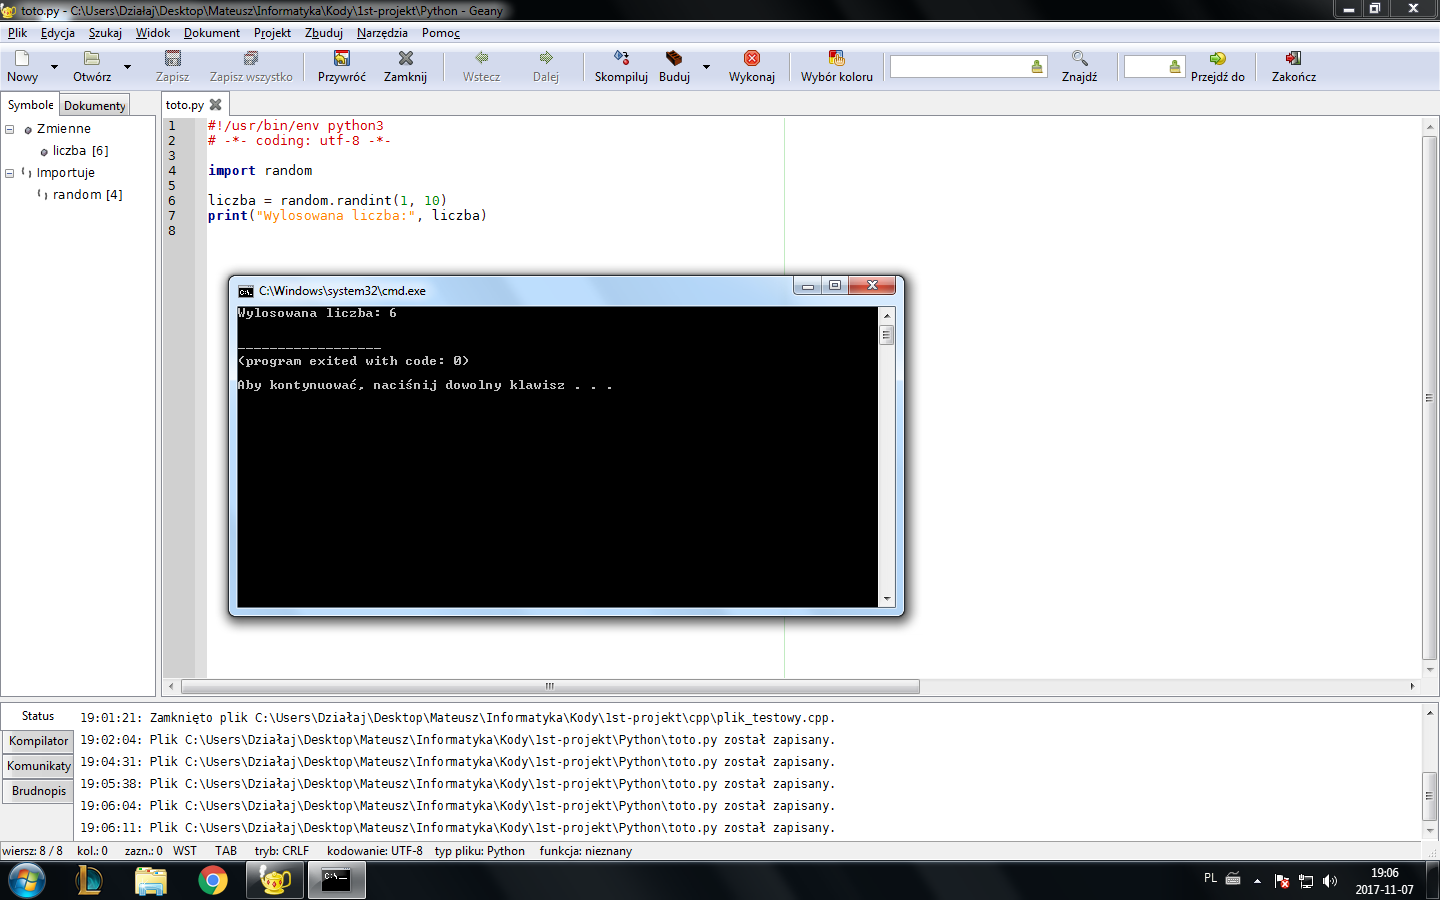 toto.py - C:\Users\Działaj\Desktop\Mateusz\Informatyka\Kody\1st-projekt\Python - Geany
Plik Edycja Szukaj Widok Dokument Projekt Zbuduj Narzędzia Pomoc
Nowy Otwórz Zapisz Zapisz wszystko Przywróć Zamknij Wstecz Dalej Skompiluj Buduj Wykonaj Wybór koloru Znajdź Przejdź do Zakończ
Symbole Dokumenty
toto.py
Zmienne
liczba [6]
Importuje
random [4]
1 #!/usr/bin/env python3
2 # -*- coding: utf-8 -*-
3
4 import random
5
6 liczba = random.randint(1, 10)
7 print("Wylosowana liczba:", liczba)
8
C:\Windows\system32\cmd.exe
Wylosowana liczba: 6
------------------
(program exited with code: 0)
Aby kontynuować, naciśnij dowolny klawisz . . .
Status
Kompilator
Komunikaty
Brudnopis
19:01:21: Zamknięto plik C:\Users\Działaj\Desktop\Mateusz\Informatyka\Kody\1st-projekt\cpp\plik_testowy.cpp.
19:02:04: Plik C:\Users\Działaj\Desktop\Mateusz\Informatyka\Kody\1st-projekt\Python\toto.py został zapisany.
19:04:31: Plik C:\Users\Działaj\Desktop\Mateusz\Informatyka\Kody\1st-projekt\Python\toto.py został zapisany.
19:05:38: Plik C:\Users\Działaj\Desktop\Mateusz\Informatyka\Kody\1st-projekt\Python\toto.py został zapisany.
19:06:04: Plik C:\Users\Działaj\Desktop\Mateusz\Informatyka\Kody\1st-projekt\Python\toto.py został zapisany.
19:06:11: Plik C:\Users\Działaj\Desktop\Mateusz\Informatyka\Kody\1st-projekt\Python\toto.py został zapisany.
wiersz: 8 / 8 kol.: 0 zazn.: 0 WST TAB tryb: CRLF kodowanie: UTF-8 typ pliku: Python funkcja: nieznany
PL
19:06
2017-11-07